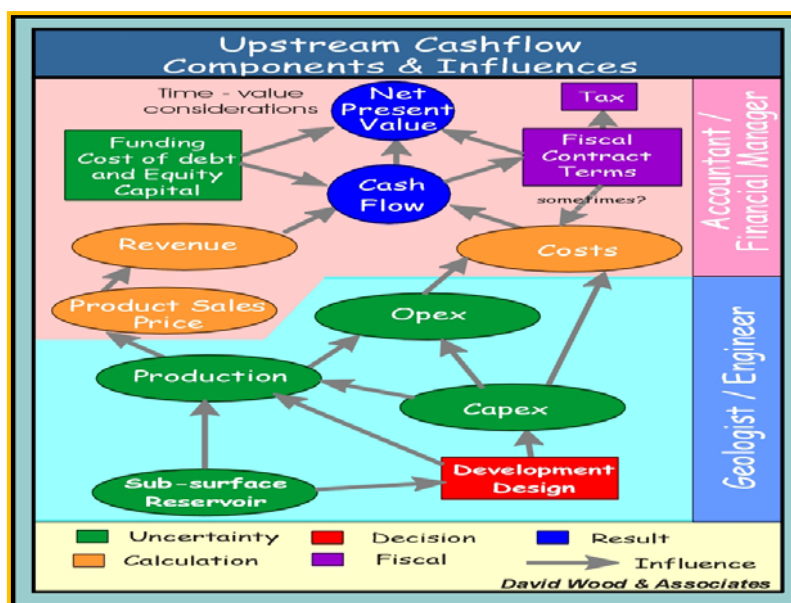 Upstream Cashflow
Components & Influences
Time - value
considerations
Net
Present
Value
Tax
Funding
Cost of debt
and Equity
Capital
Fiscal
Contract
Terms
Cash
Flow
sometimes?
Revenue
Costs
Product Sales
Price
Opex
Production
Capex
Sub-surface
Reservoir
Development
Design
Accountant /
Financial Manager
Geologist / Engineer
Uncertainty
Decision
Result
Calculation
Fiscal
Influence
David Wood & Associates